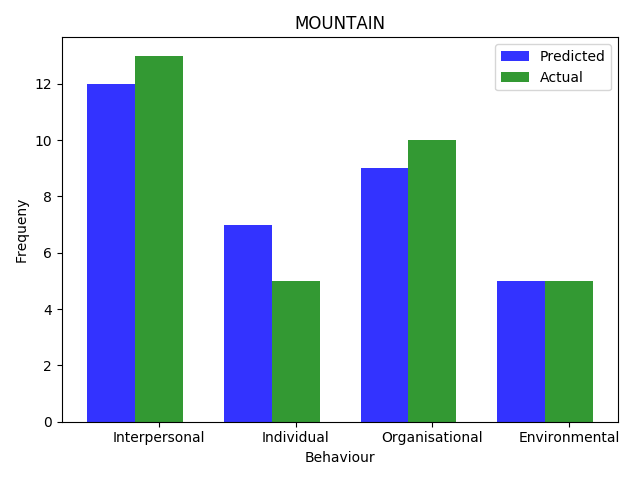 MOUNTAIN
Predicted
Actual
Frequeny
12
10
8
6
4
2
0
Interpersonal
Individual
Organisational
Environmental
Behaviour